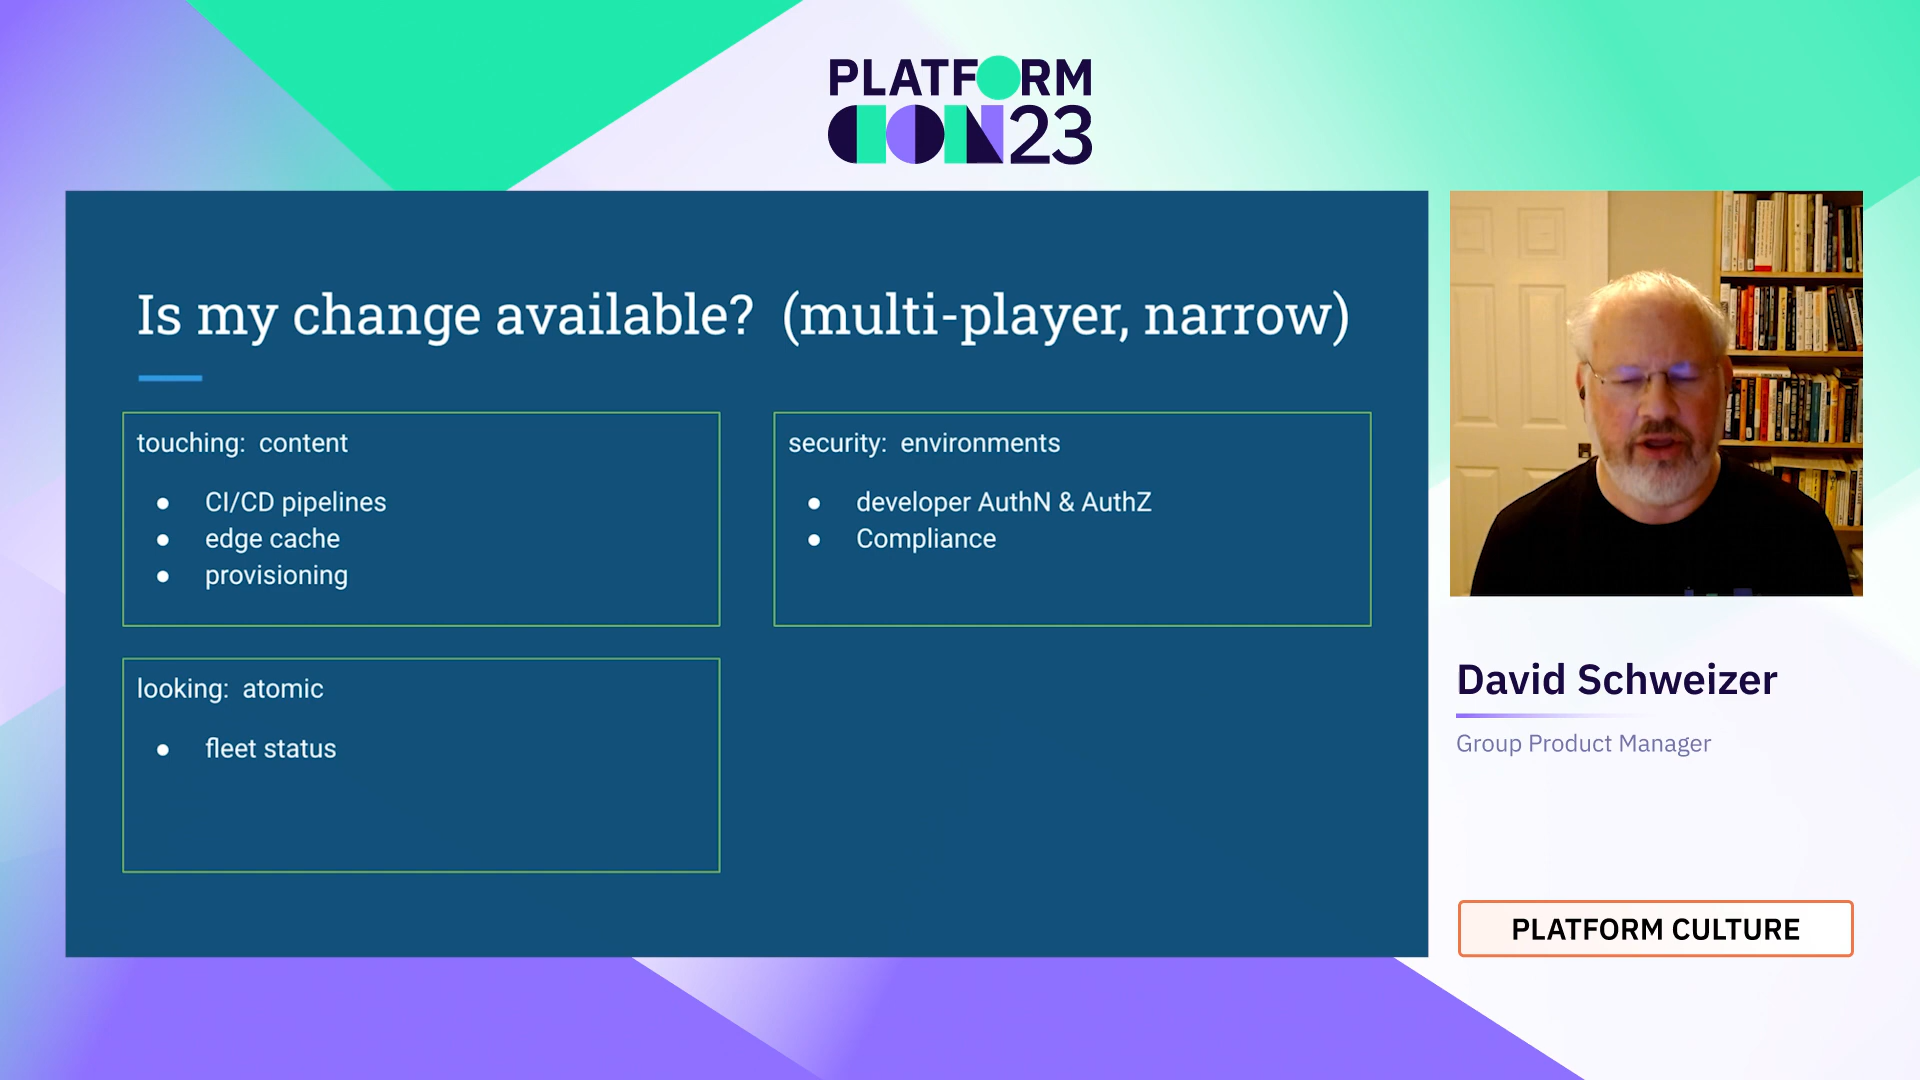 PLATFORM
CON23
Is my change available? (multi-player, narrow)
touching: content
● CI/CD pipelines
● edge cache
● provisioning
security: environments
● developer AuthN & AuthZ
● Compliance
looking: atomic
● fleet status
David Schweizer
Group Product Manager
PLATFORM CULTURE